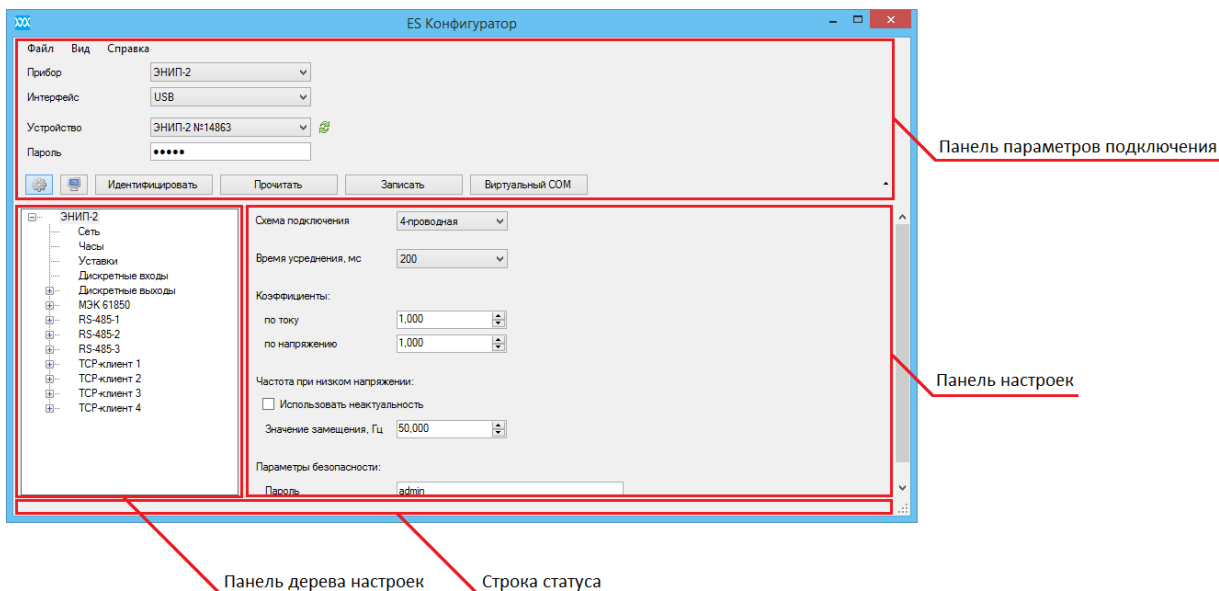 ES Конфигуратор
Файл Вид Справка
Прибор ЭНИП-2
Интерфейс USB
Устройство ЭНИП-2 №14863
Пароль •••••
Идентифицировать Прочитать Записать Виртуальный COM
Панель параметров подключения
ЭНИП-2
Сеть
Часы
Уставки
Дискретные входы
Дискретные выходы
МЭК 61850
RS-485-1
RS-485-2
RS-485-3
TCP-клиент 1
TCP-клиент 2
TCP-клиент 3
TCP-клиент 4
Схема подключения 4-проводная
Время усреднения, мс 200
Коэффициенты:
по току 1,000
по напряжению 1,000
Частота при низком напряжении:
Использовать неактуальность
Значение замещения, Гц 50,000
Параметры безопасности:
Пароль admin
Панель настроек
Панель дерева настроек
Строка статуса